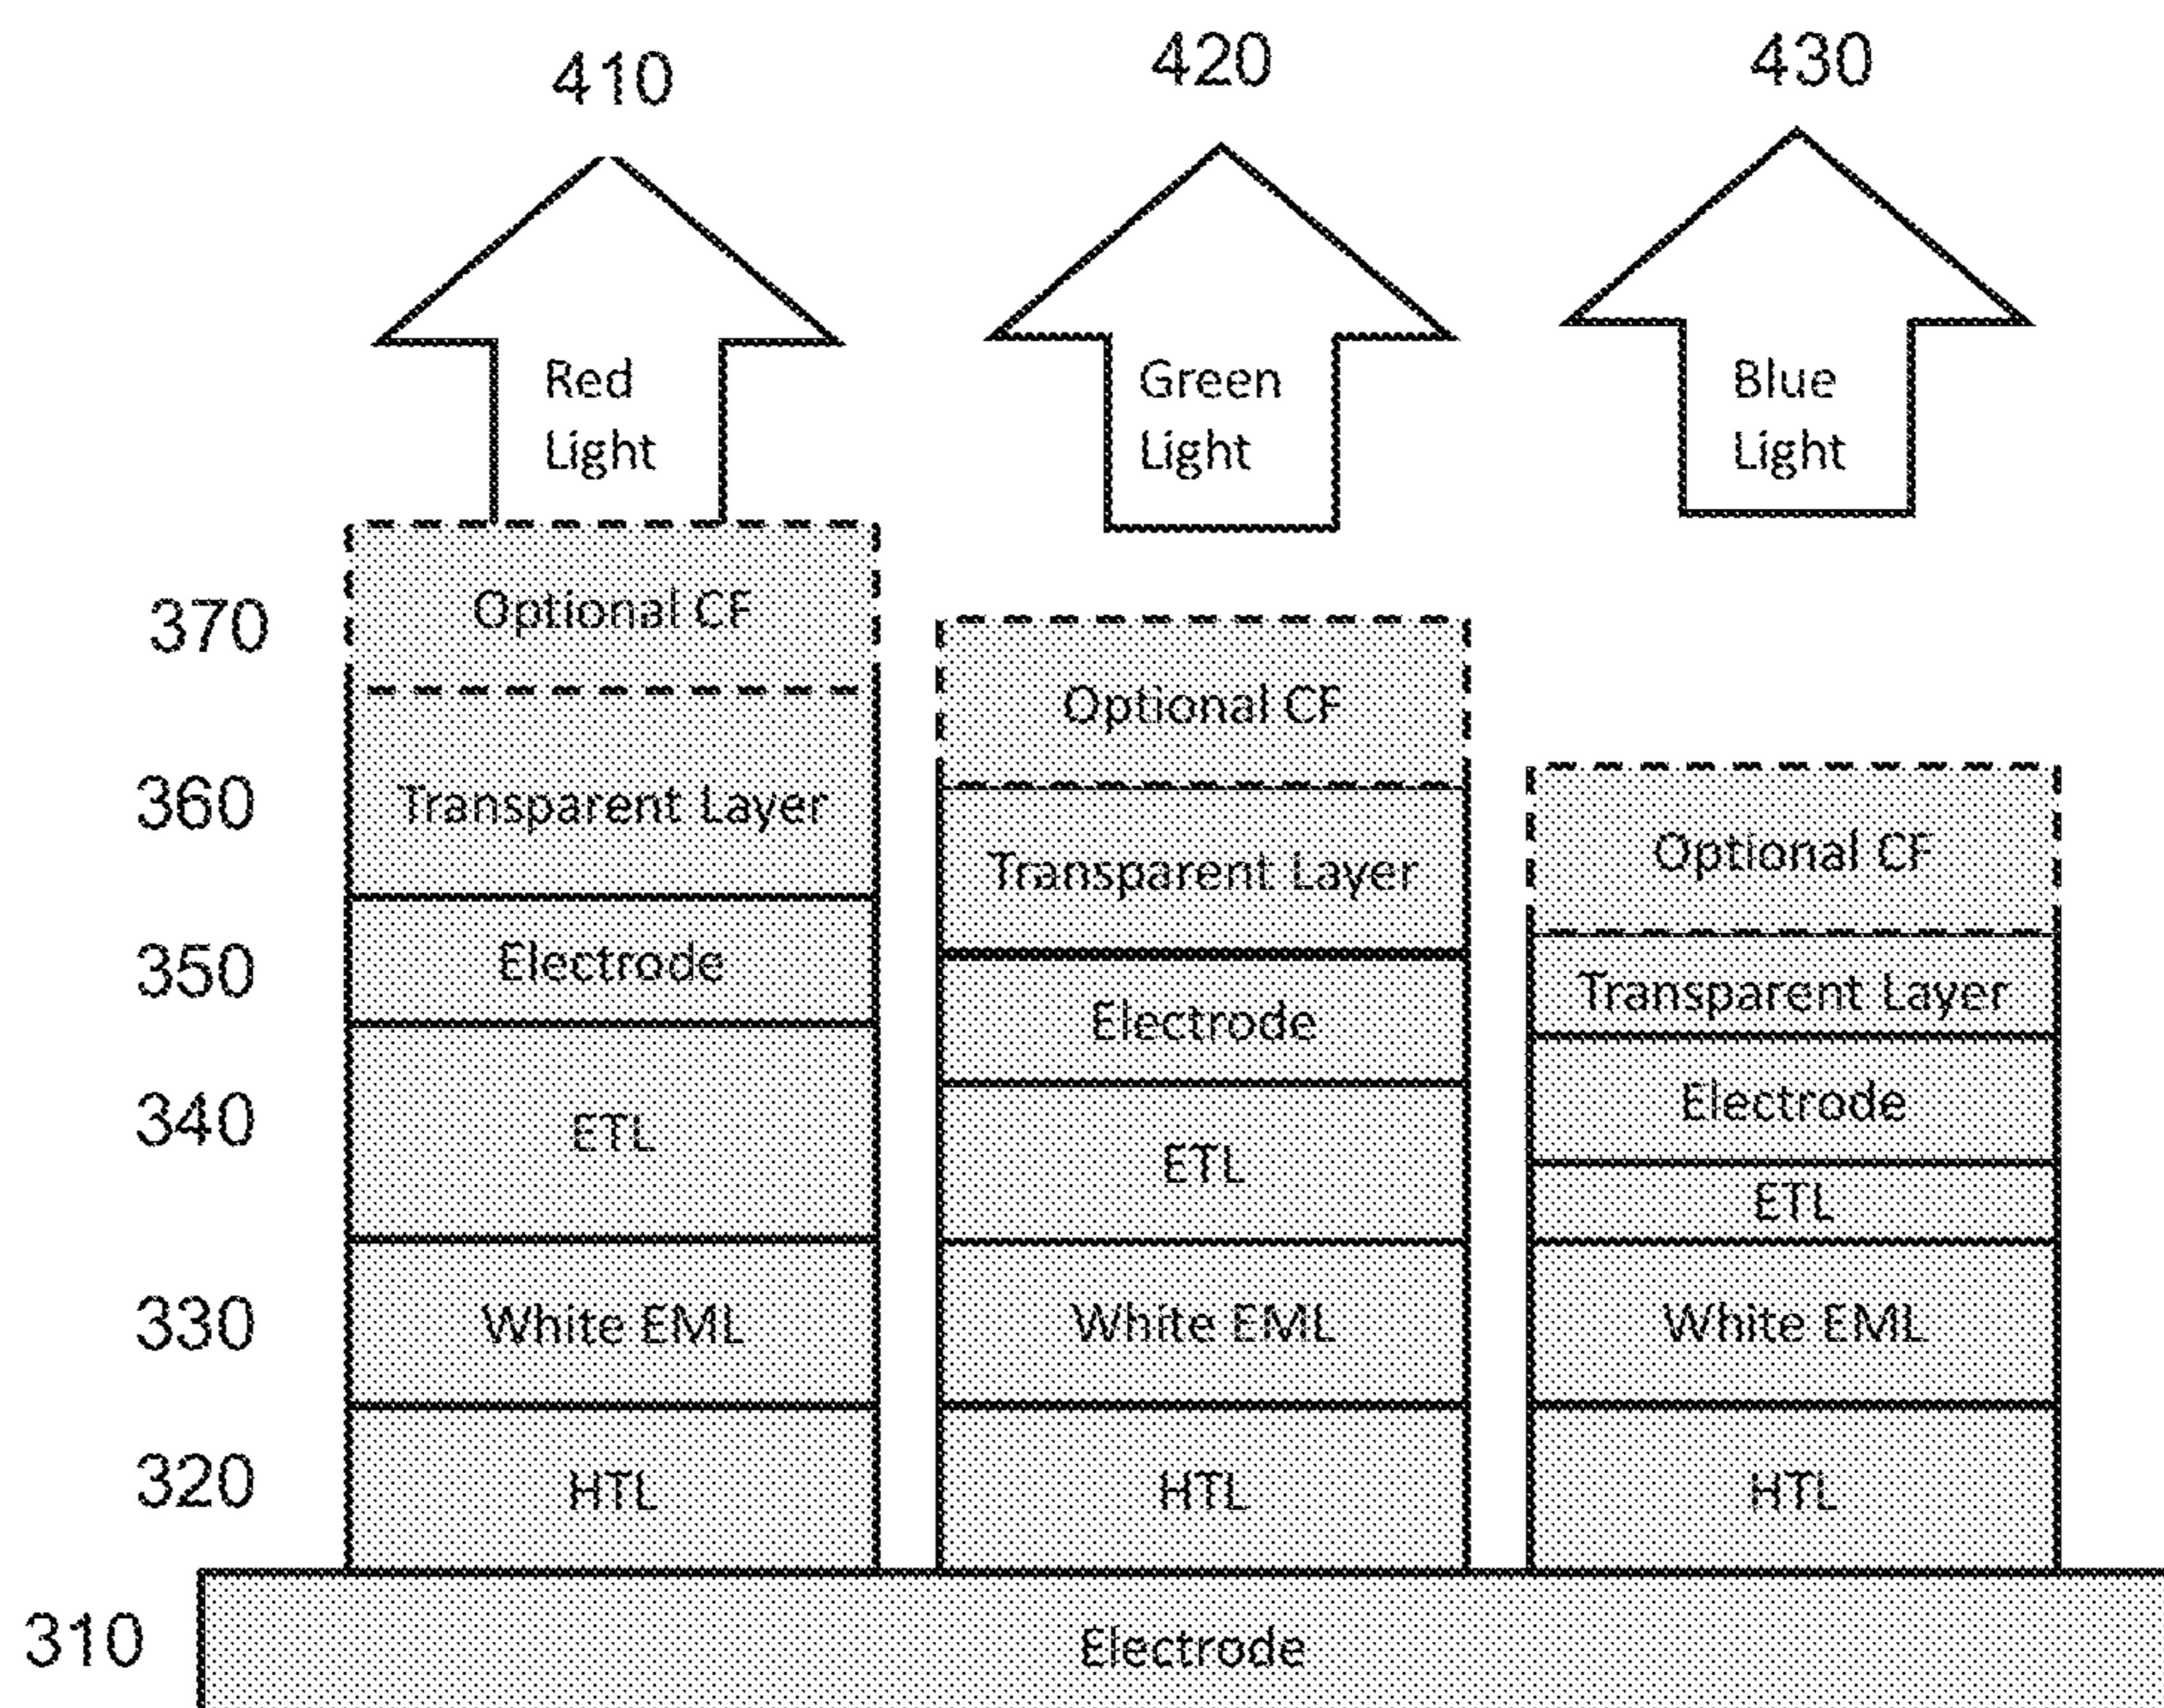 410
420
430
Red
Light
Green
Light
Blue
Light
370
Optional CF
Optional CF
360
Transparent Layer
Transparent Layer
Optional CF
350
Electrode
Electrode
Transparent Layer
340
ETL
ETL
Electrode
ETL
330
White EML
White EML
White EML
320
HTL
HTL
HTL
310
Electrode